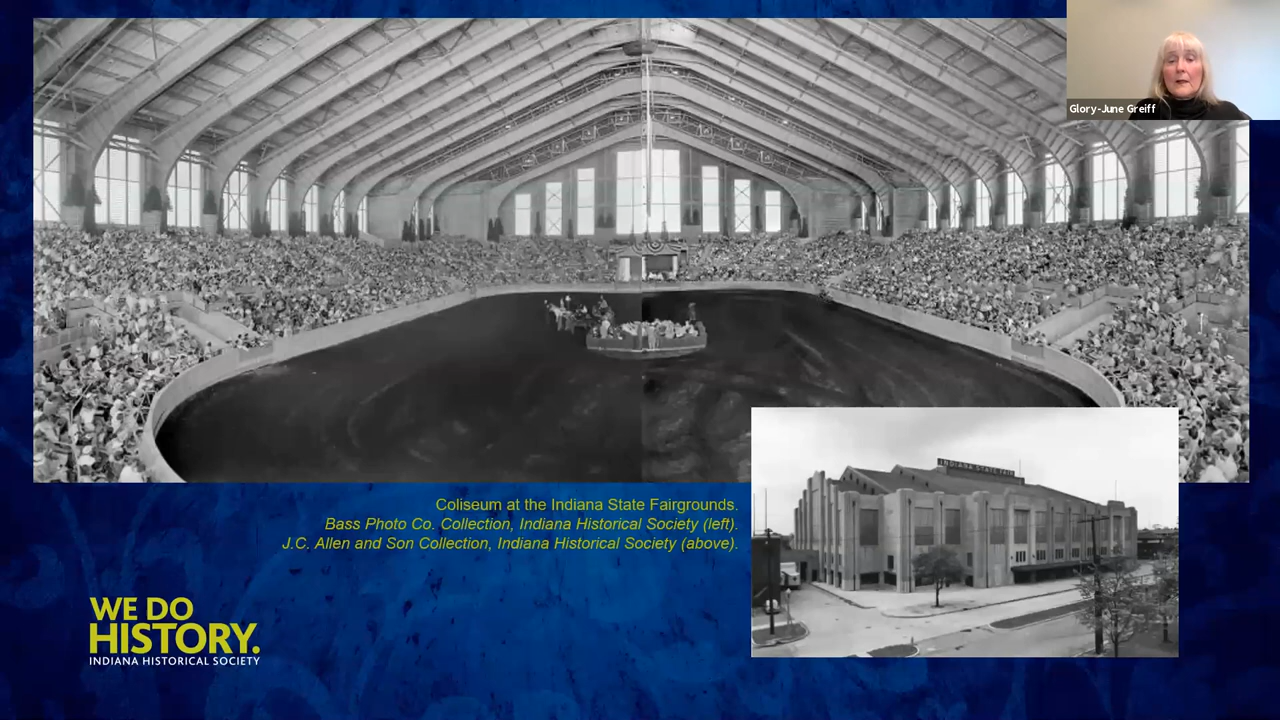 Glory-June Greiff
INDIANA STATE FAIR
Coliseum at the Indiana State Fairgrounds.
Bass Photo Co. Collection, Indiana Historical Society (left).
J.C. Allen and Son Collection, Indiana Historical Society (above).
WE DO
HISTORY.
INDIANA HISTORICAL SOCIETY